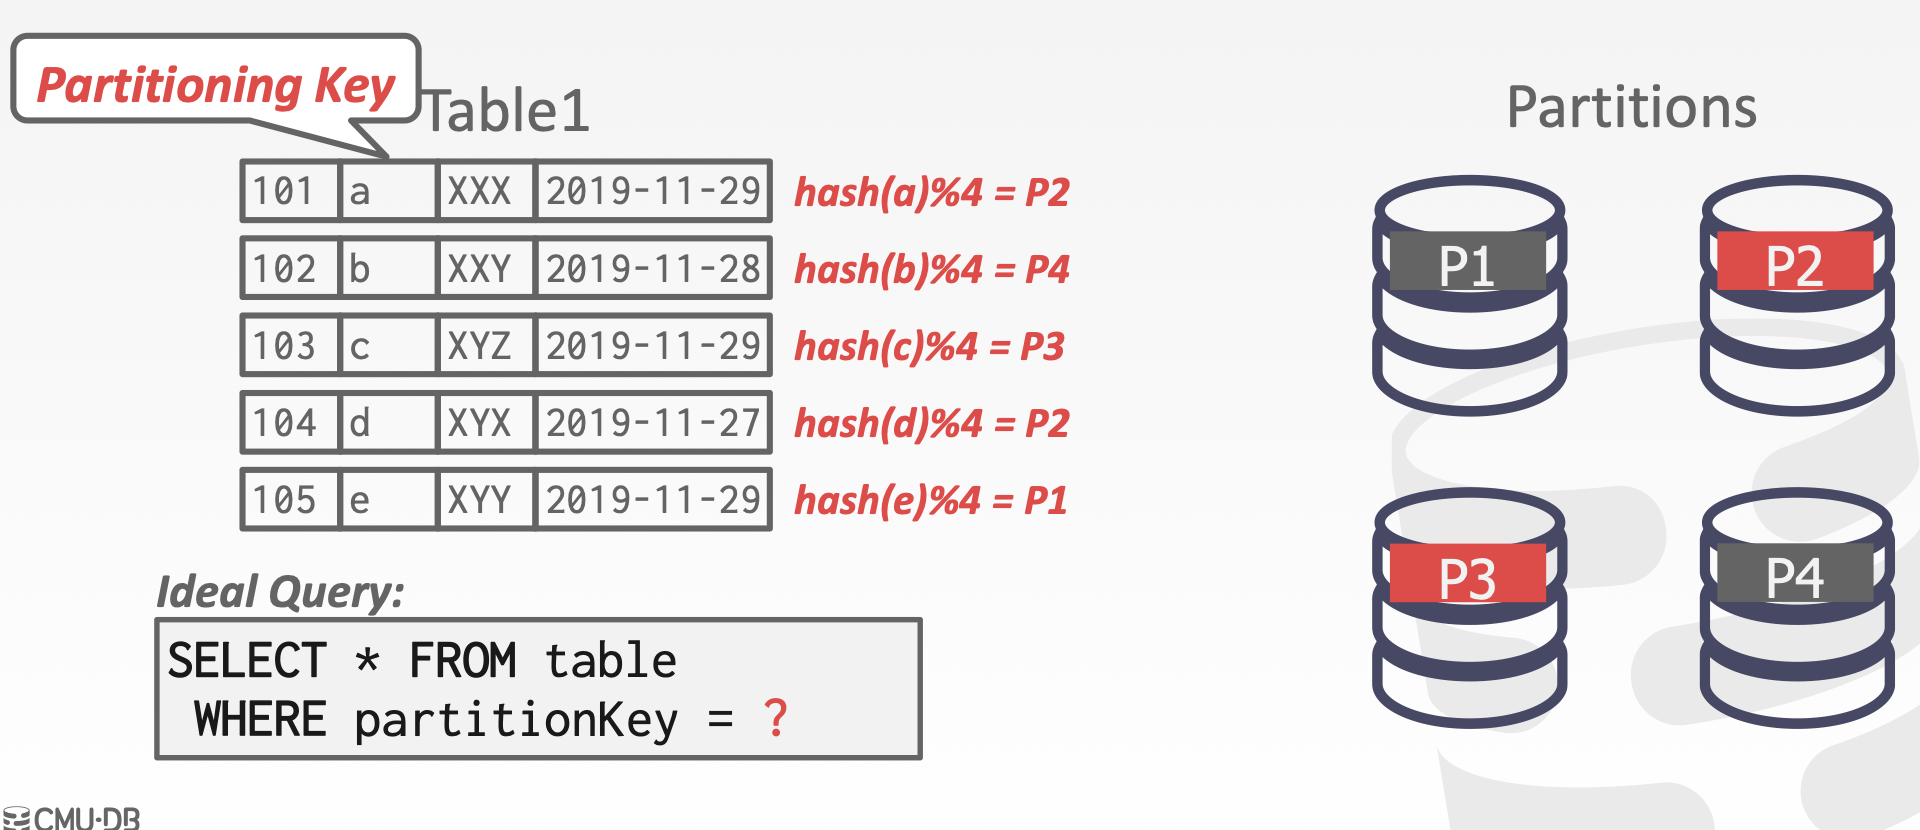 Partitioning Key
Table1
101 a XXX 2019-11-29 hash(a)%4 = P2
102 b XXY 2019-11-28 hash(b)%4 = P4
103 c XYZ 2019-11-29 hash(c)%4 = P3
104 d XYX 2019-11-27 hash(d)%4 = P2
105 e XYY 2019-11-29 hash(e)%4 = P1
Ideal Query:
SELECT * FROM table
WHERE partitionKey = ?
Partitions
P1 P2
P3 P4
CMU·DB